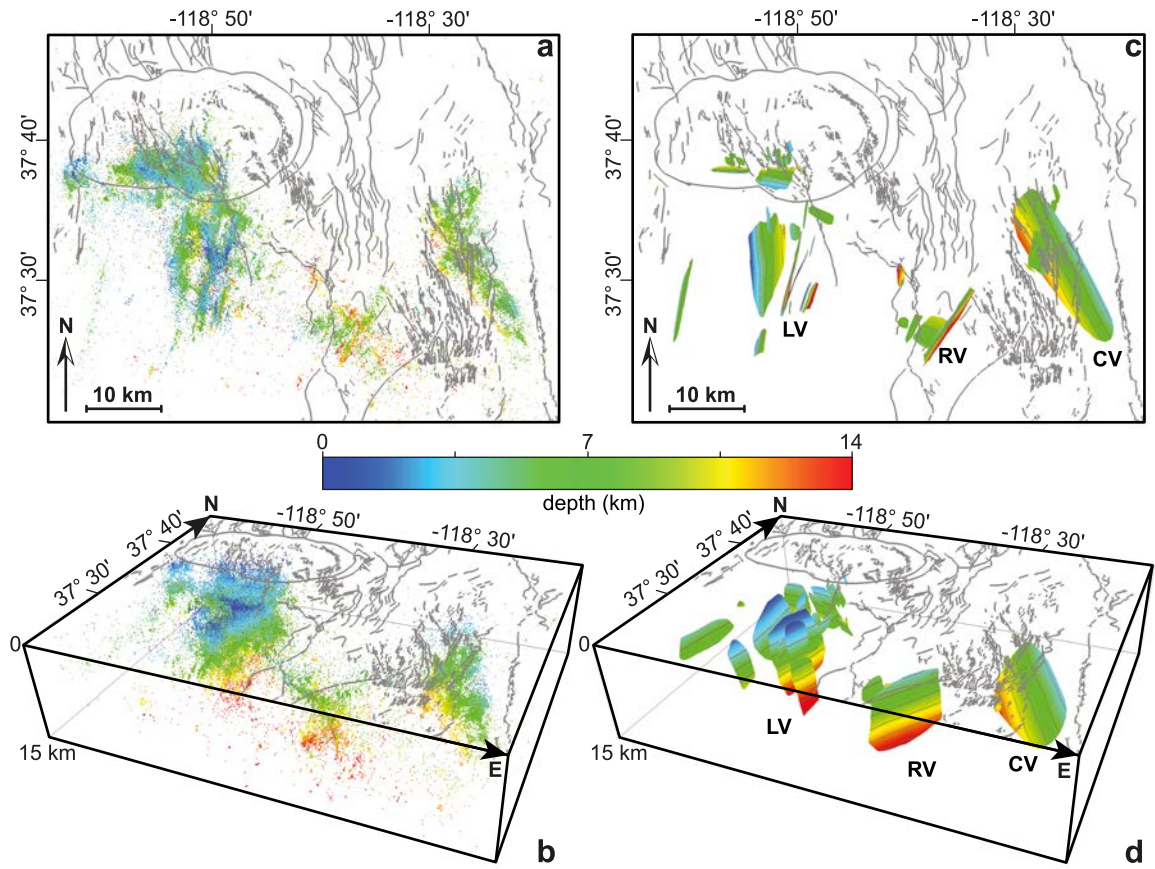 -118° 50' -118° 30'
a
37° 40'
37° 30'
N
10 km
-118° 50' -118° 30'
c
37° 40'
37° 30'
N
10 km
LV
RV
CV
0 7 14
depth (km)
N
-118° 50'
-118° 30'
37° 40'
37° 30'
0
15 km
E
b
N
-118° 50'
-118° 30'
37° 40'
37° 30'
0
15 km
LV
RV
CV
E
d